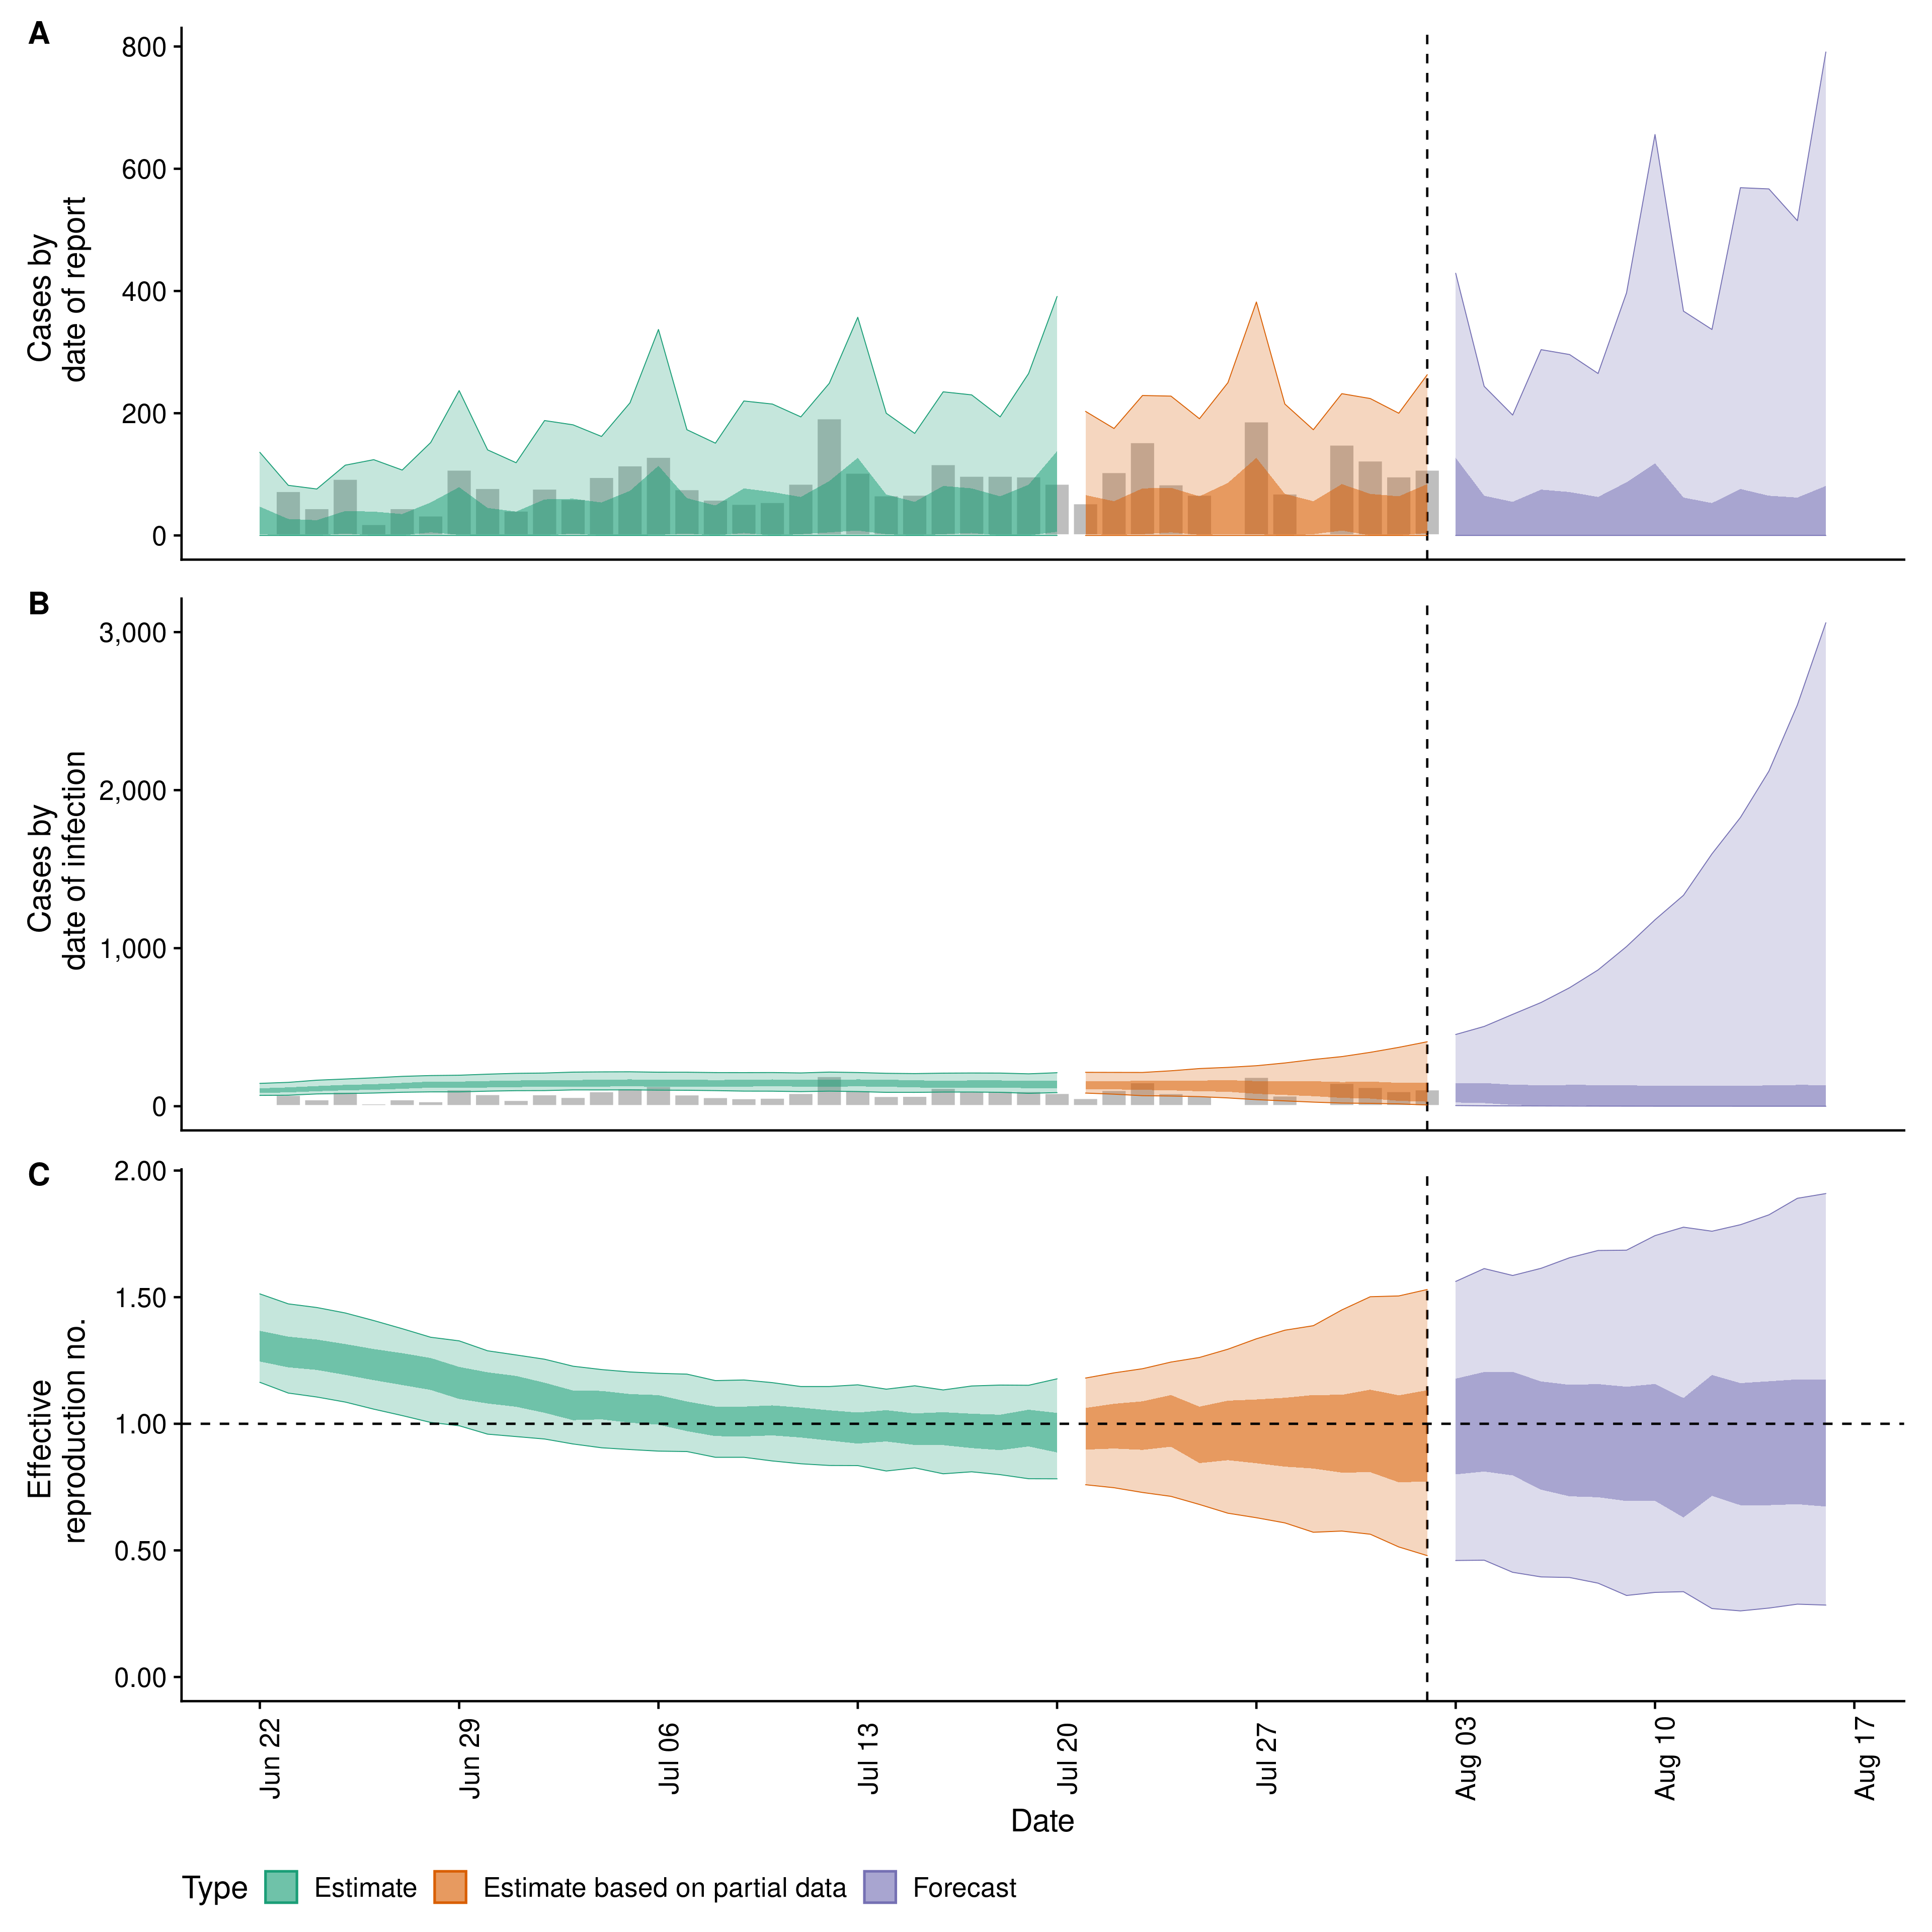 A
800
600
400
200
0
Cases by
date of report
B
3,000
2,000
1,000
0
Cases by
date of infection
C
2.00
1.50
1.00
0.50
0.00
Effective
reproduction no.
Jun 22
Jun 29
Jul 06
Jul 13
Jul 20
Jul 27
Aug 03
Aug 10
Aug 17
Date
Type Estimate Estimate based on partial data Forecast